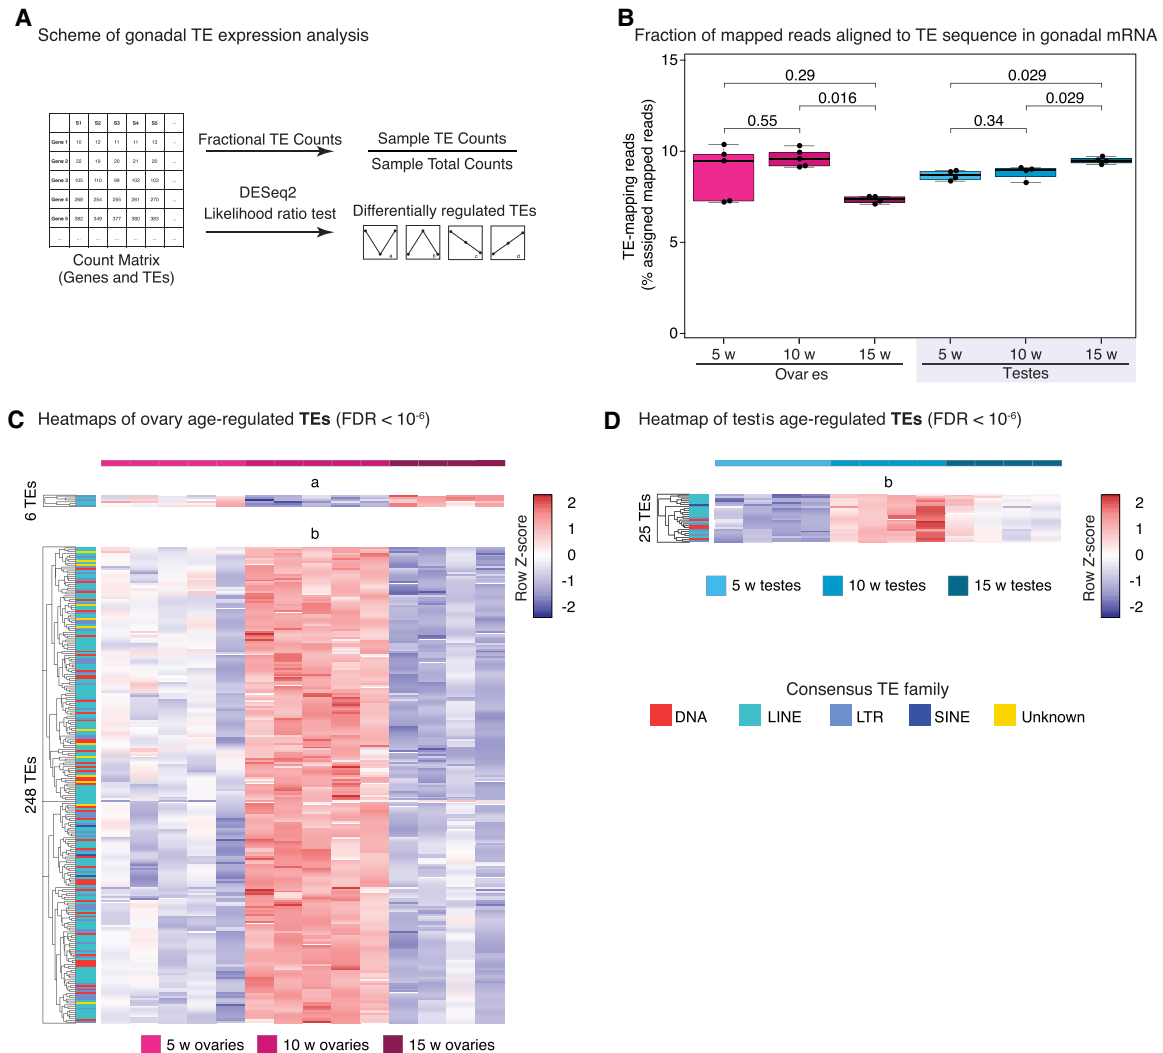 A
Scheme of gonadal TE expression analysis
S1 S2 S3 S4 S5 ...
Gene 1 10 12 11 11 13 ...
Gene 2 22 19 20 21 20 ...
Gene 3 105 110 99 102 103 ...
Gene 4 268 254 255 261 270 ...
Gene 5 382 349 377 380 363 ...
... ... ... ... ... ... ...
Count Matrix
(Genes and TEs)
Fractional TE Counts
Sample TE Counts
Sample Total Counts
DESeq2
Likelihood ratio test
Differentially regulated TEs
a b c d
B
Fraction of mapped reads aligned to TE sequence in gonadal mRNA
TE-mapping reads
(% assigned mapped reads)
15
10
5
0
0.29
0.016
0.55
0.029
0.029
0.34
5 w 10 w 15 w 5 w 10 w 15 w
Ovar es Testes
C
Heatmaps of ovary age-regulated TEs (FDR < 10-6)
a
6 TEs
b
248 TEs
Row Z-score
2
1
0
-1
-2
5 w ovaries 10 w ovaries 15 w ovaries
D
Heatmap of testis age-regulated TEs (FDR < 10-6)
b
25 TEs
Row Z-score
2
1
0
-1
-2
5 w testes 10 w testes 15 w testes
Consensus TE family
DNA LINE LTR SINE Unknown